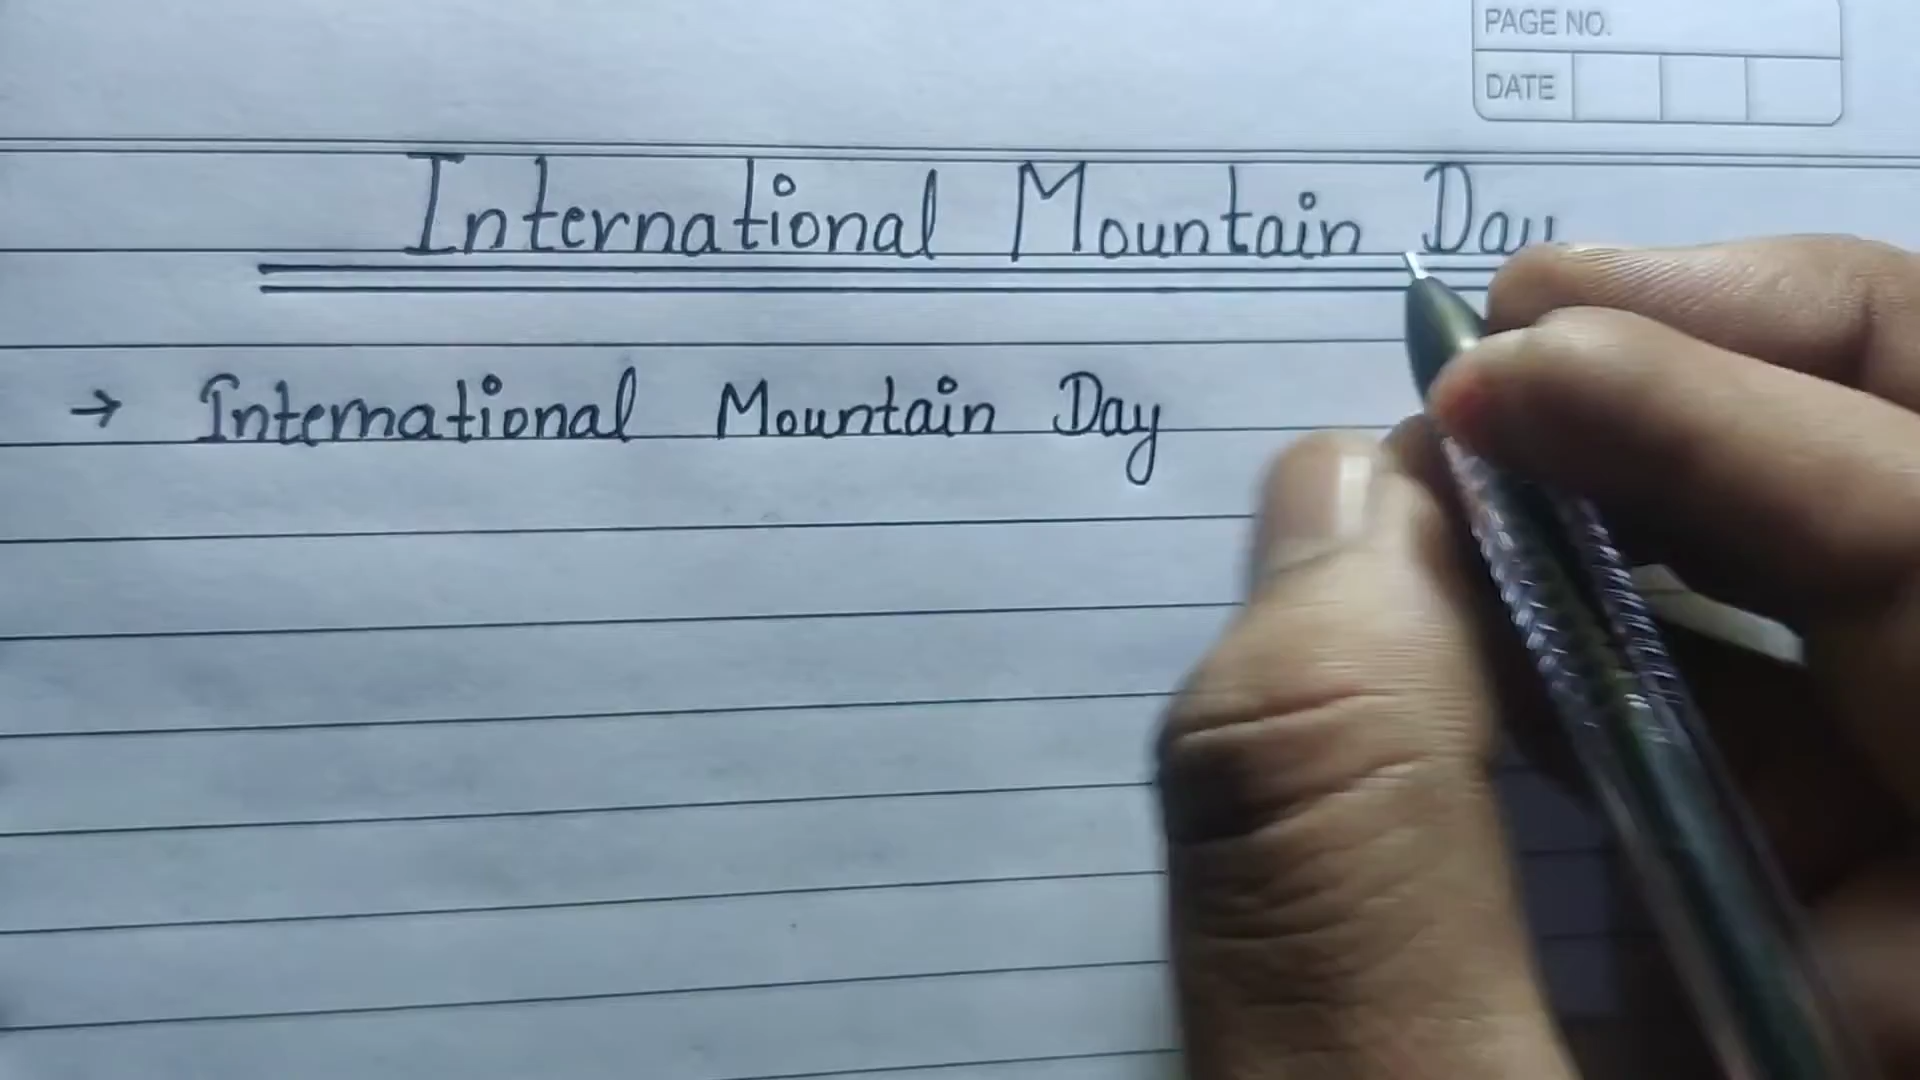 PAGE NO.
DATE
International Mountain Day
→ International Mountain Day